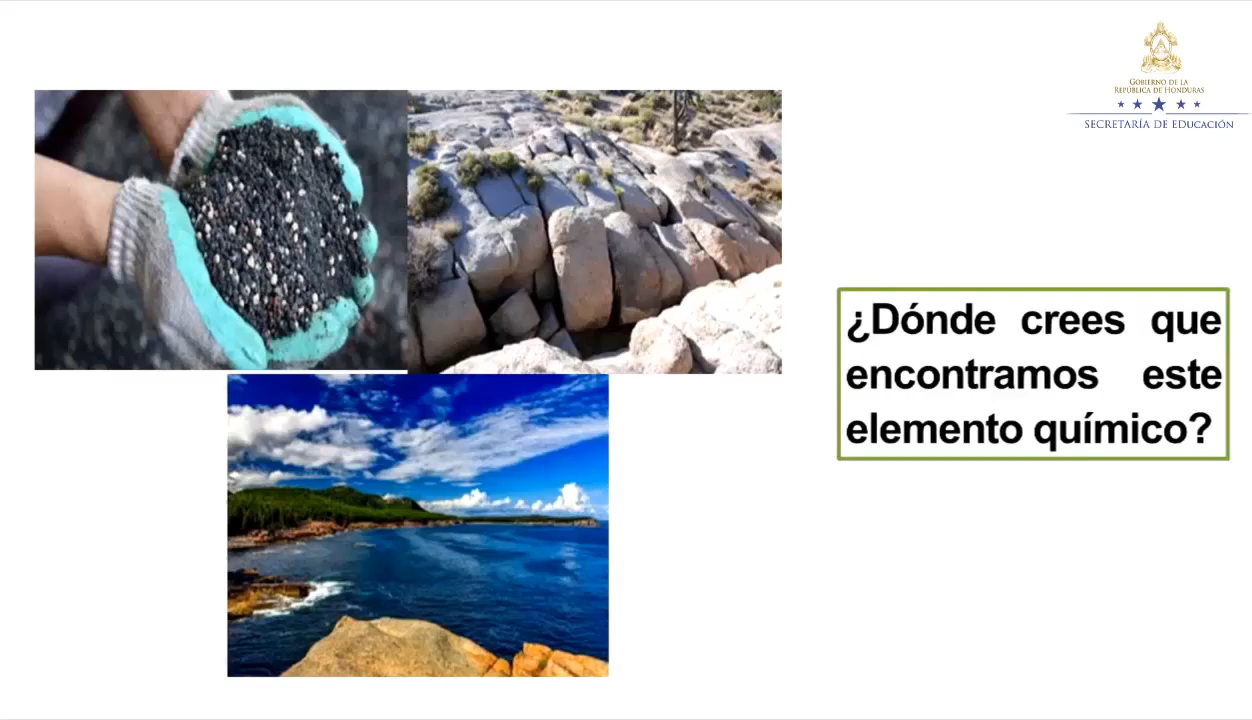 GOBIERNO DE LA
REPÚBLICA DE HONDURAS
SECRETARÍA DE EDUCACIÓN
¿Dónde crees que
encontramos este
elemento químico?